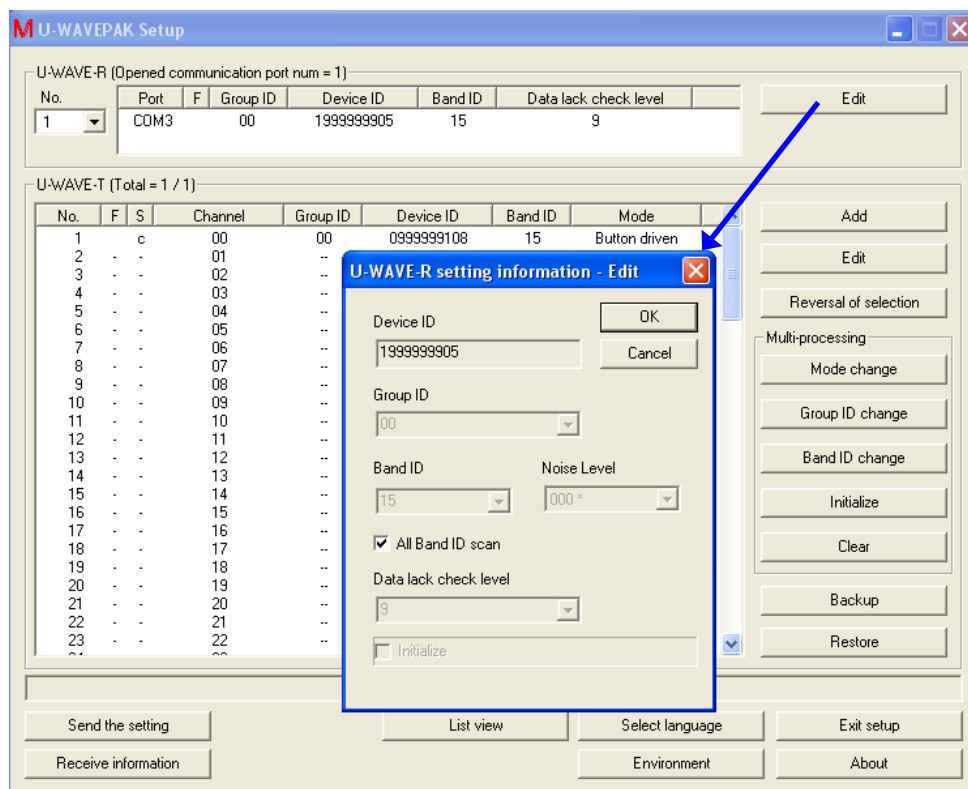 U-WAVEPAK Setup
U-WAVE-R (Opened communication port num = 1)
No. Port F Group ID Device ID Band ID Data lack check level
1 COM3 00 1999999905 15 9
Edit
U-WAVE-T (Total = 1 / 1)
No. F S Channel Group ID Device ID Band ID Mode
1 c 00 00 0999999108 15 Button driven
2 - - 01 --
3 - - 02 --
4 - - 03 --
5 - - 04 --
6 - - 05 --
7 - - 06 --
8 - - 07 --
9 - - 08 --
10 - - 09 --
11 - - 10 --
12 - - 11 --
13 - - 12 --
14 - - 13 --
15 - - 14 --
16 - - 15 --
17 - - 16 --
18 - - 17 --
19 - - 18 --
20 - - 19 --
21 - - 20 --
22 - - 21 --
23 - - 22 --
U-WAVE-R setting information - Edit
Device ID
1999999905
OK
Cancel
Group ID
00
Band ID Noise Level
15 000 *
All Band ID scan
Data lack check level
9
Initialize
Add
Edit
Reversal of selection
Multi-processing
Mode change
Group ID change
Band ID change
Initialize
Clear
Backup
Restore
Send the setting
List view
Select language
Exit setup
Receive information
Environment
About